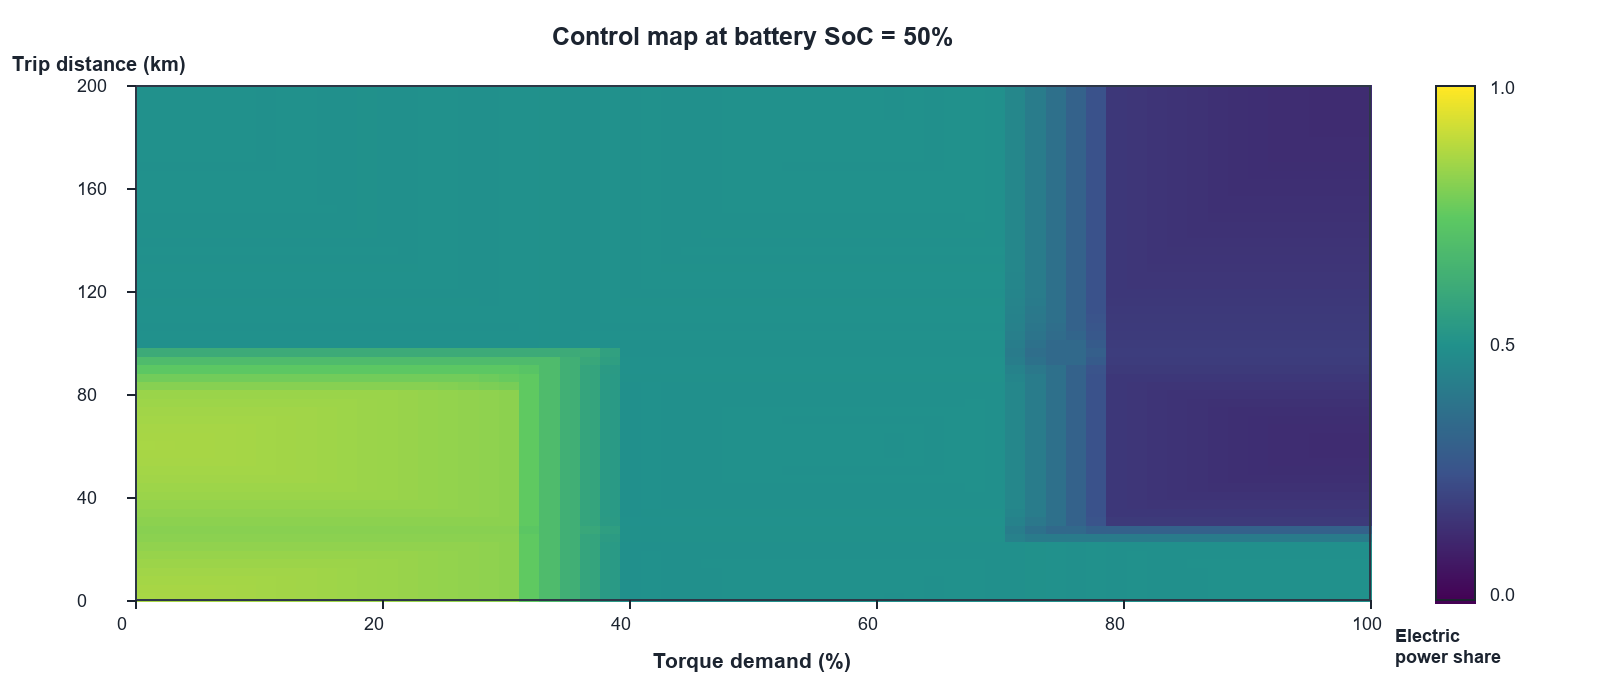 Control map at battery SoC = 50%
Trip distance (km)
200
160
120
80
40
0
0 20 40 60 80 100
Torque demand (%)
1.0
0.5
0.0
Electric
power share